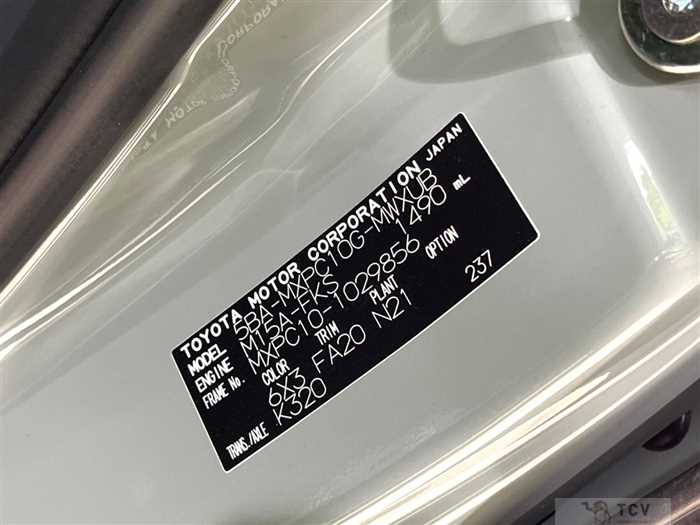 TOYOTA MOTOR CORPORATION JAPAN
MODEL 5BA-MXPC10G-MWXUB
ENGINE M15A-FKS 1490 mL
FRAME No. MXPC10-1029856
COLOR TRIM PLANT OPTION
6X3 FA20 N21 237
TRANS./AXLE K320
TCV